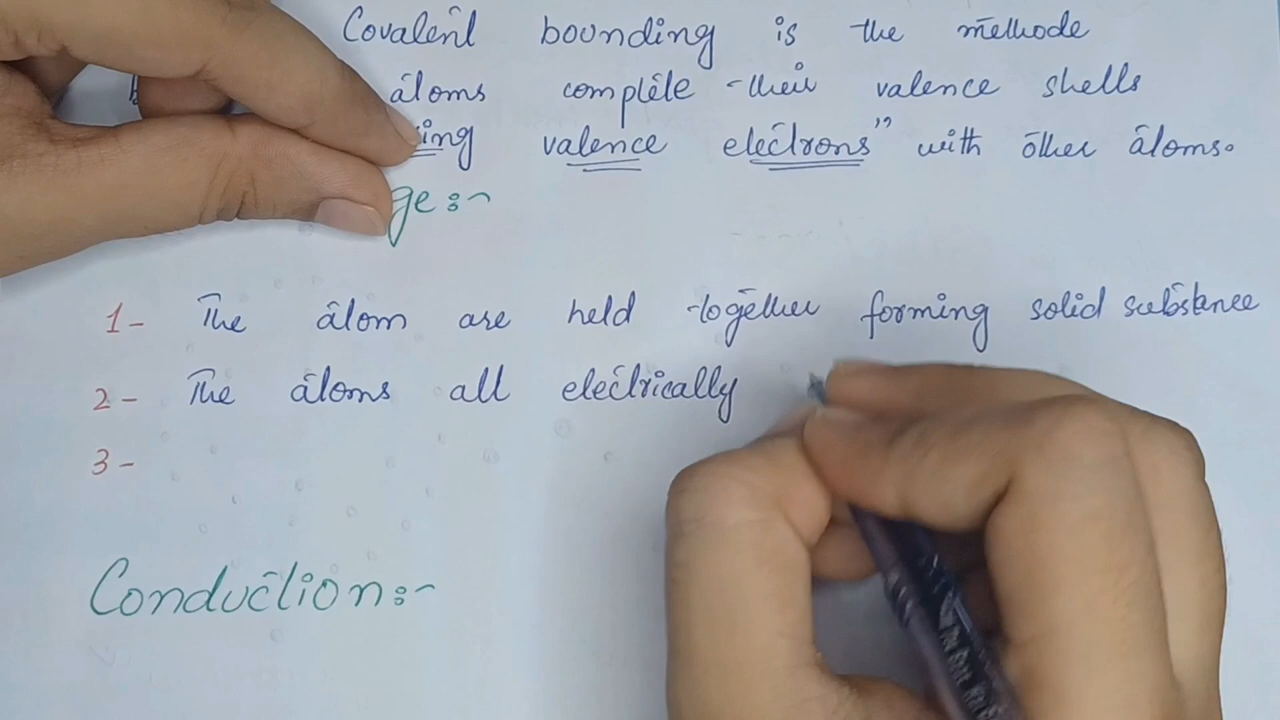 Covalent bounding is the methode
atoms complete their valence shells
valence electrons" with other atoms.
1- The atom are held together forming solid substance
2- The atoms all electrically
3-
Conduction:-